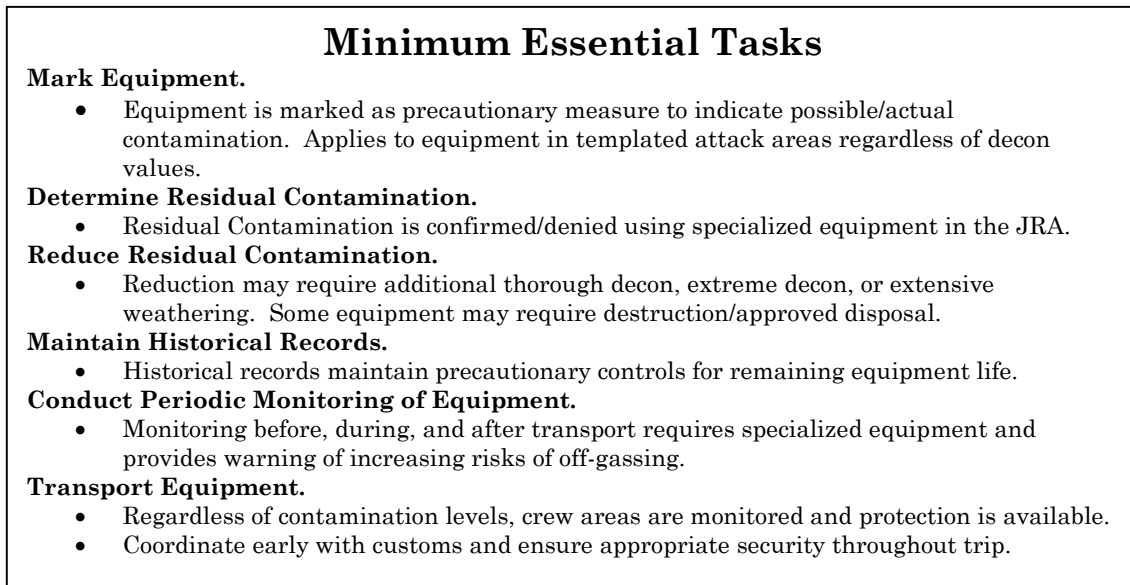 Minimum Essential Tasks
Mark Equipment.
• Equipment is marked as precautionary measure to indicate possible/actual
contamination. Applies to equipment in templated attack areas regardless of decon
values.
Determine Residual Contamination.
• Residual Contamination is confirmed/denied using specialized equipment in the JRA.
Reduce Residual Contamination.
• Reduction may require additional thorough decon, extreme decon, or extensive
weathering. Some equipment may require destruction/approved disposal.
Maintain Historical Records.
• Historical records maintain precautionary controls for remaining equipment life.
Conduct Periodic Monitoring of Equipment.
• Monitoring before, during, and after transport requires specialized equipment and
provides warning of increasing risks of off-gassing.
Transport Equipment.
• Regardless of contamination levels, crew areas are monitored and protection is available.
• Coordinate early with customs and ensure appropriate security throughout trip.